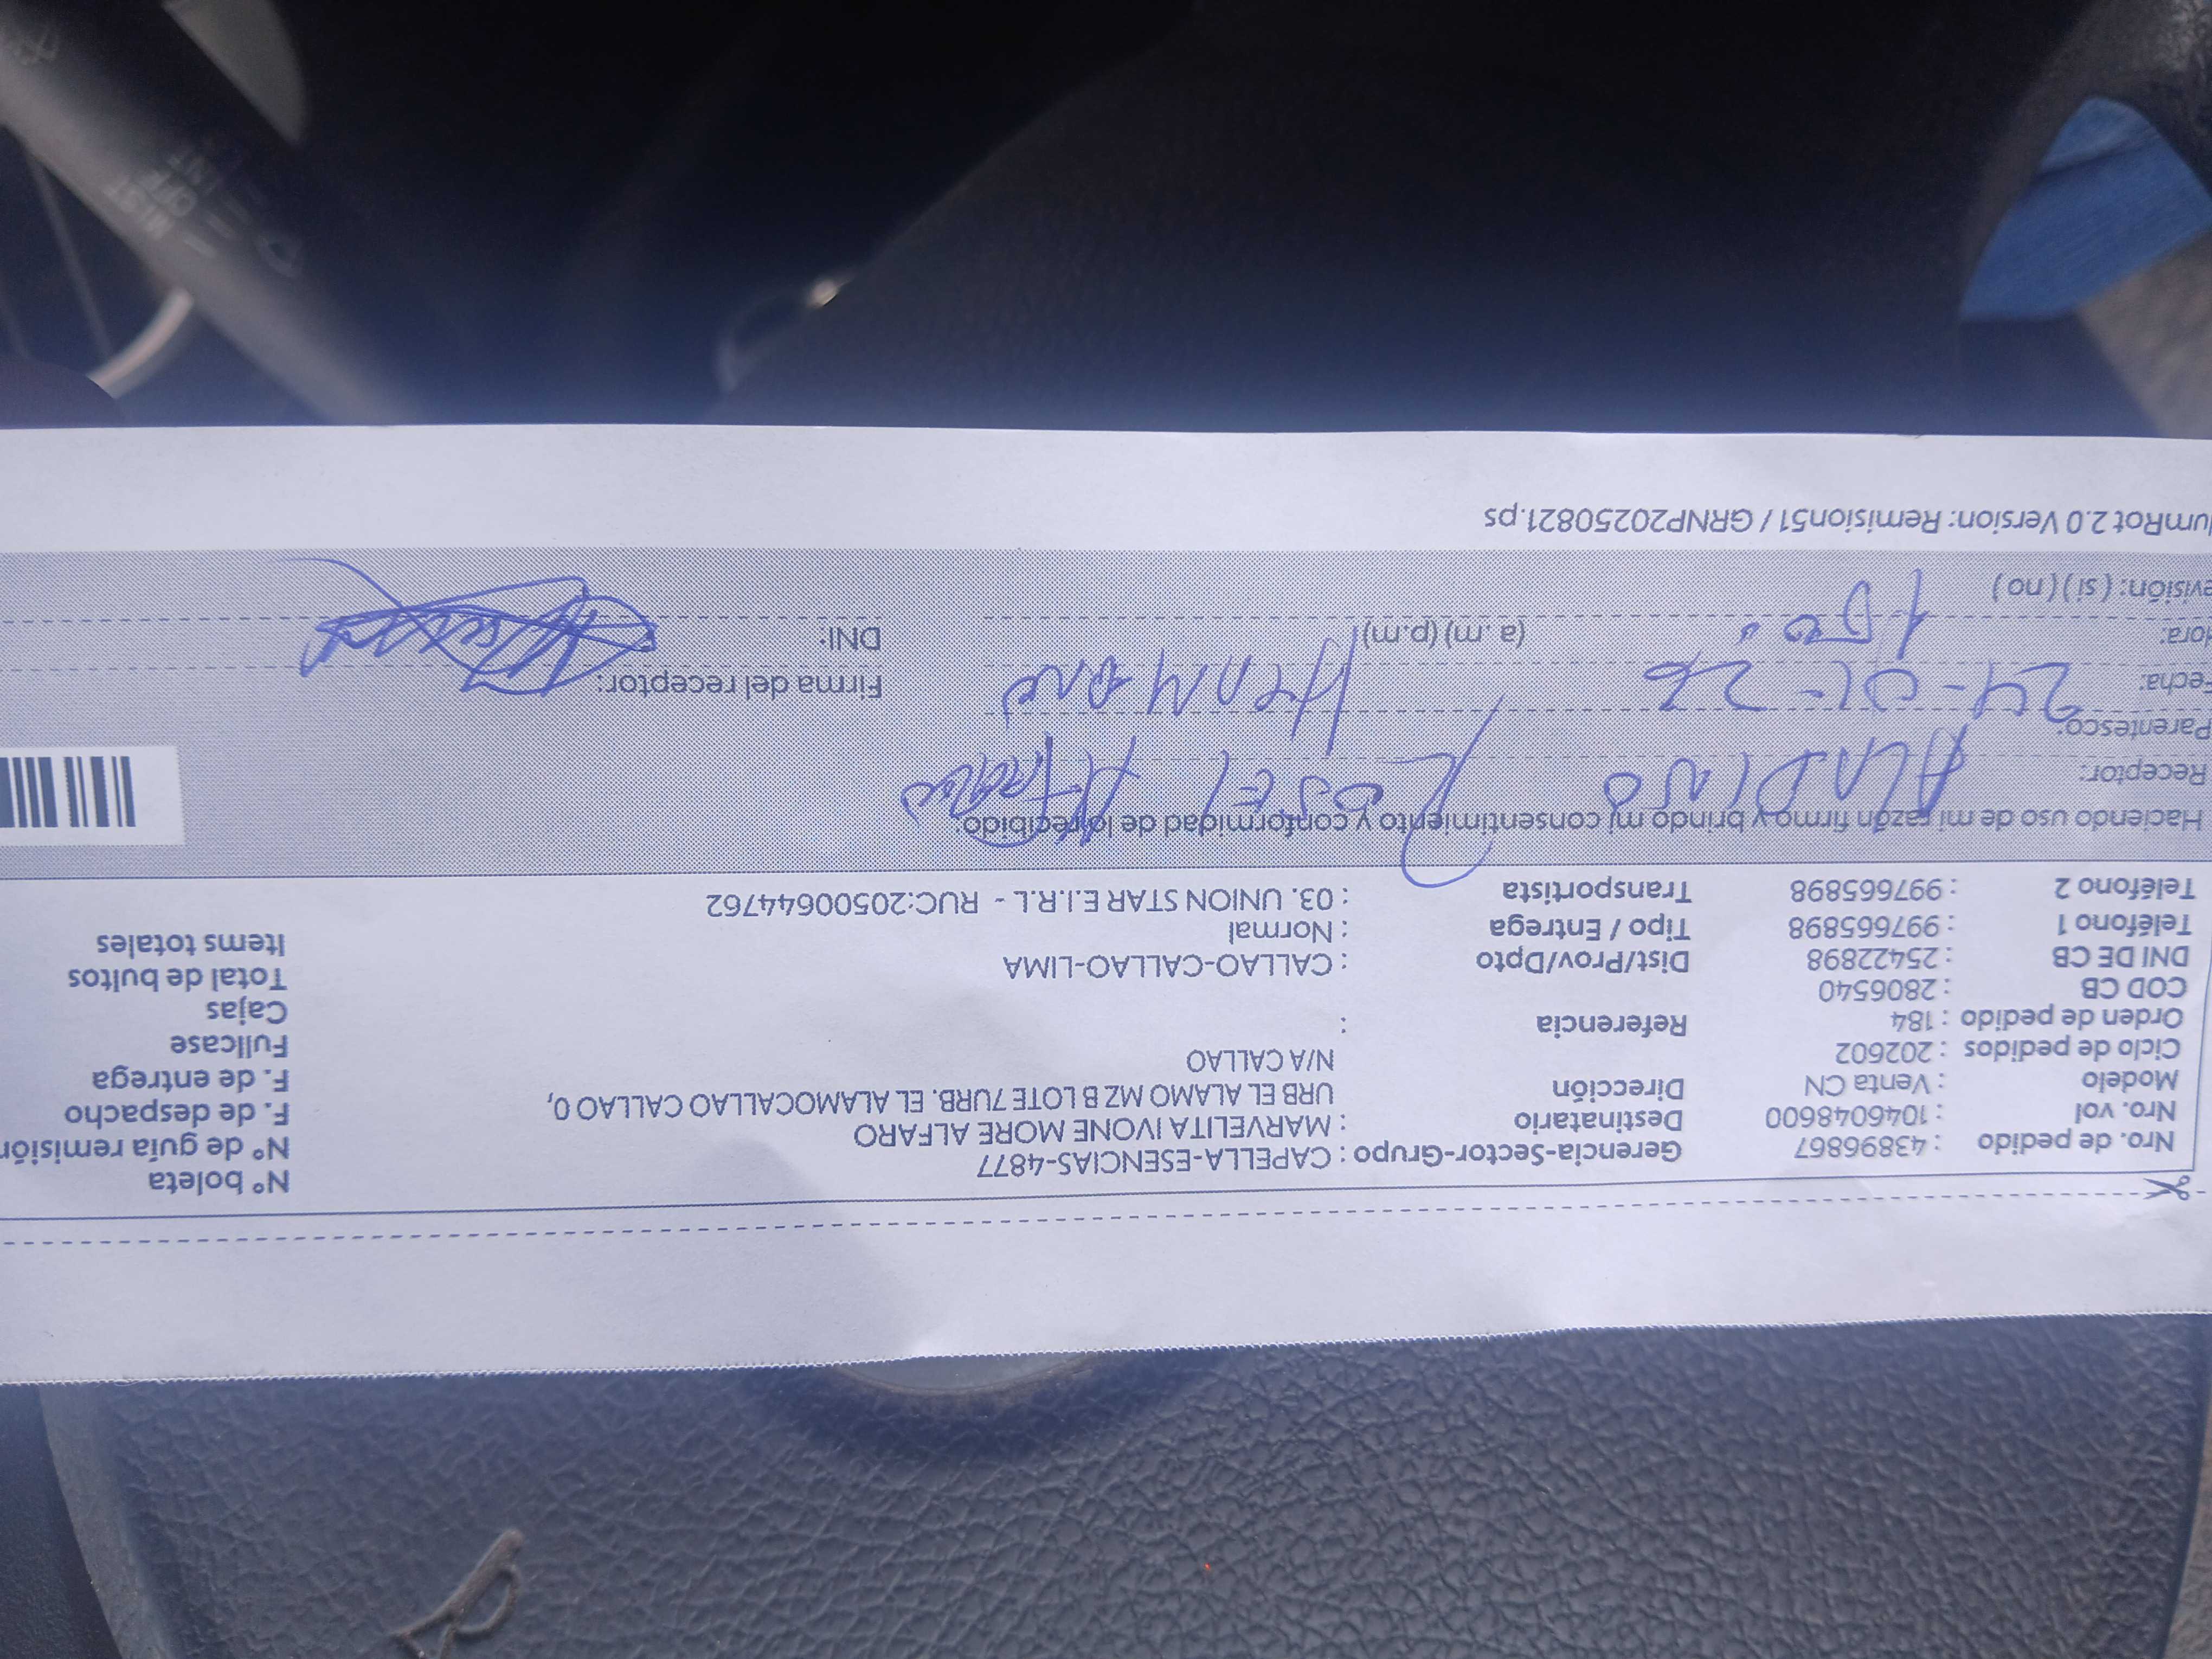 Nro. de pedido : 43896867 Gerencia-Sector-Grupo : CAPELLA-ESENCIAS-4877 N° boleta
Nro. vol : 1046048600 Destinatario : MARVELITA IVONE MORE ALFARO N° de guía remisión
Modelo : Venta CN Dirección URB EL ALAMO MZ B LOTE 7URB. EL ALAMOCALLAO CALLAO 0, F. de despacho
Ciclo de pedidos : 202602 N/A CALLAO F. de entrega
Orden de pedido : 184 Referencia : Fullcase
COD CB : 2806540 Cajas
DNI DE CB : 25422898 Dist/Prov/Dpto : CALLAO-CALLAO-LIMA Total de bultos
Teléfono 1 : 997665898 Tipo / Entrega : Normal Items totales
Teléfono 2 : 997665898 Transportista : 03. UNION STAR E.I.R.L - RUC:20500644762
Haciendo uso de mi razón firmo y brindo mi consentimiento y conformidad de lo recibido:
Receptor:
Parentesco: Hermano
Fecha: 24-01-26 Firma del receptor:
Hora: (a.m) (p.m) DNI:
evisión: ( si ) ( no )
umRot 2.0 Version: Remision51 / GRNP20250821.ps